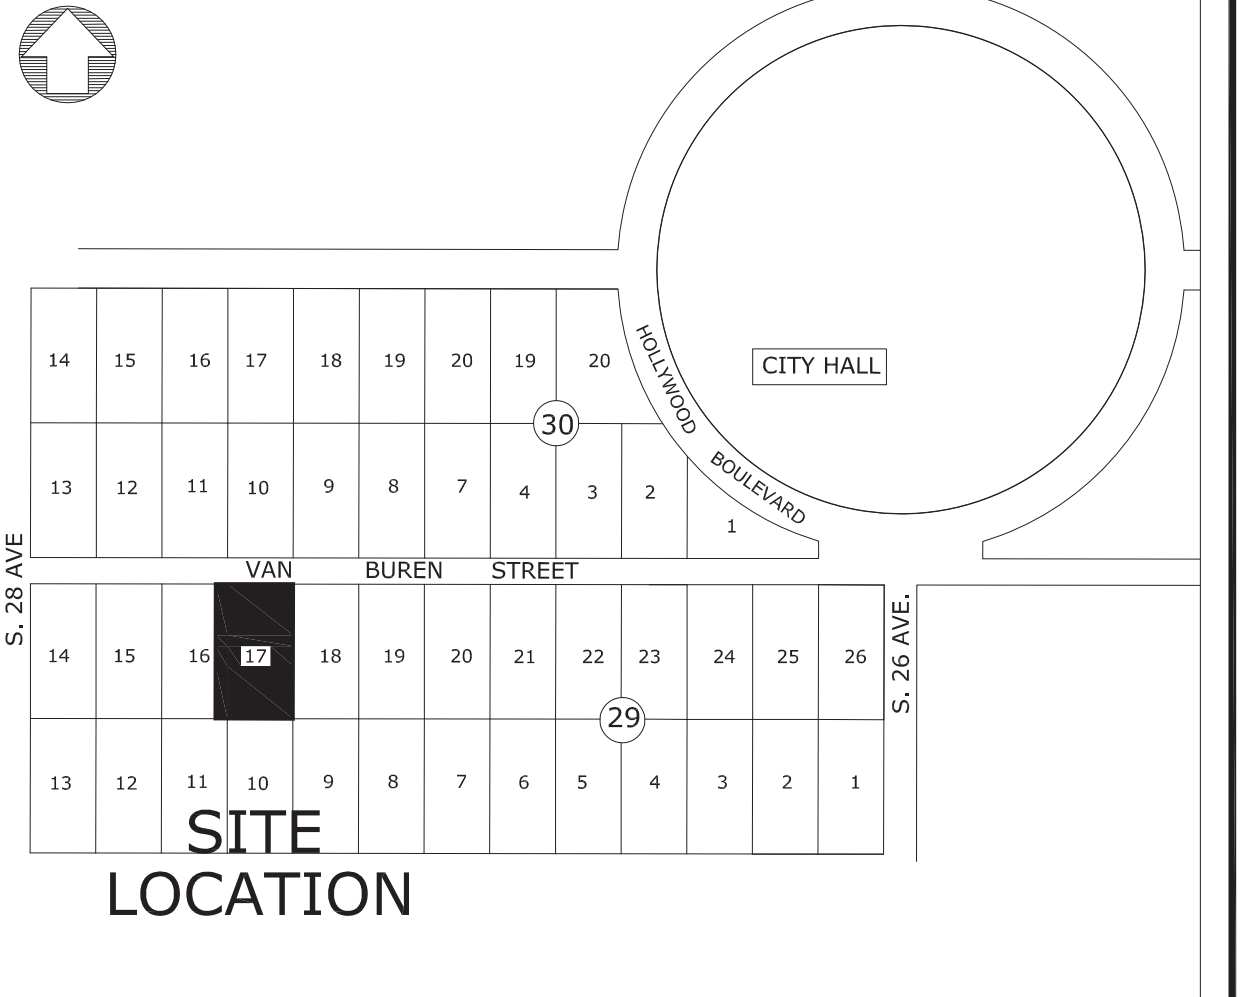 14 15 16 17 18 19 20 19 20
HOLLYWOOD BOULEVARD
CITY HALL
30
13 12 11 10 9 8 7 4 3 2 1
S. 28 AVE
VAN BUREN STREET
14 15 16 17 18 19 20 21 22 23 24 25 26
S. 26 AVE.
29
13 12 11 10 9 8 7 6 5 4 3 2 1
SITE
LOCATION